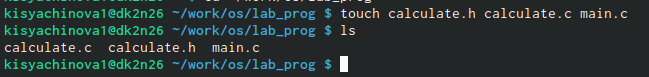 kisyachinova1@dk2n26 ~/work/os/lab_prog $ touch calculate.h calculate.c main.c
kisyachinova1@dk2n26 ~/work/os/lab_prog $ ls
calculate.c  calculate.h  main.c
kisyachinova1@dk2n26 ~/work/os/lab_prog $